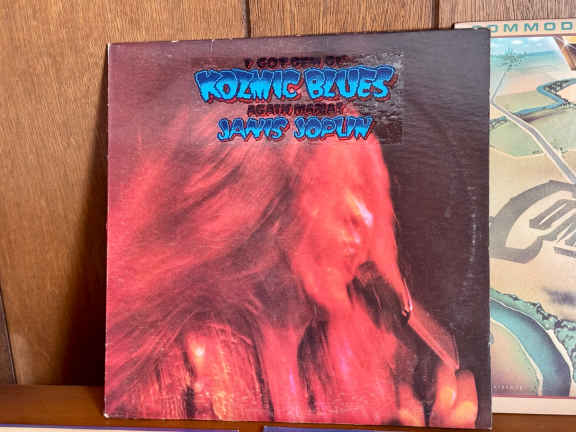 I GOT DEM OL'
KOZMIC BLUES
AGAIN MAMA!
JANIS JOPLIN
COMMOD